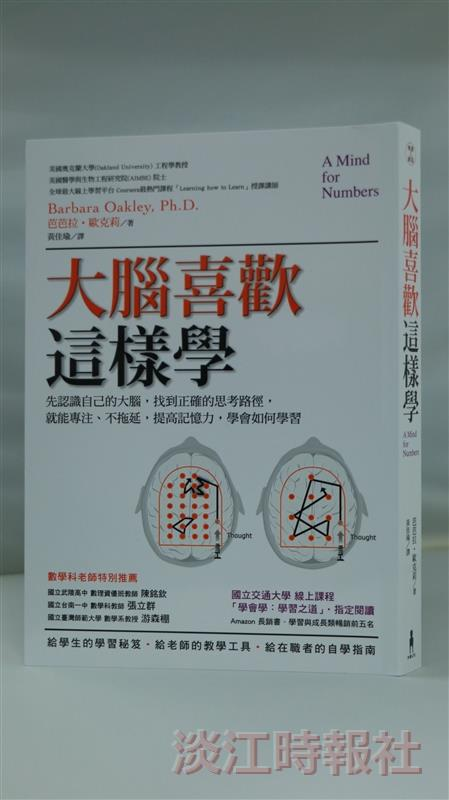 美國奧克蘭大學(Oakland University) 工程學教授
美國醫學與生物工程研究院(AIMBE) 院士
全球最大線上學習平台 Coursera最熱門課程「Learning how to Learn」授課講師
Barbara Oakley, Ph.D.
芭芭拉・歐克莉/著
黃佳瑜/譯
A Mind
for
Numbers
大腦喜歡
這樣學
先認識自己的大腦，找到正確的思考路徑，
就能專注、不拖延，提高記憶力，學會如何學習
Thought
Thought
數學科老師特別推薦
國立武陵高中 數理資優班教師 陳銘欽
國立台南一中 數學科教師 張立群
國立臺灣師範大學 數學系教授 游森棚
國立交通大學 線上課程
「學會學：學習之道」・指定閱讀
Amazon 長銷書・學習與成長類暢銷前五名
給學生的學習秘笈・給老師的教學工具・給在職者的自學指南
大腦喜歡這樣學
A Mind
for
Numbers
芭芭拉・歐克莉/著
黃佳瑜/譯
淡江時報社